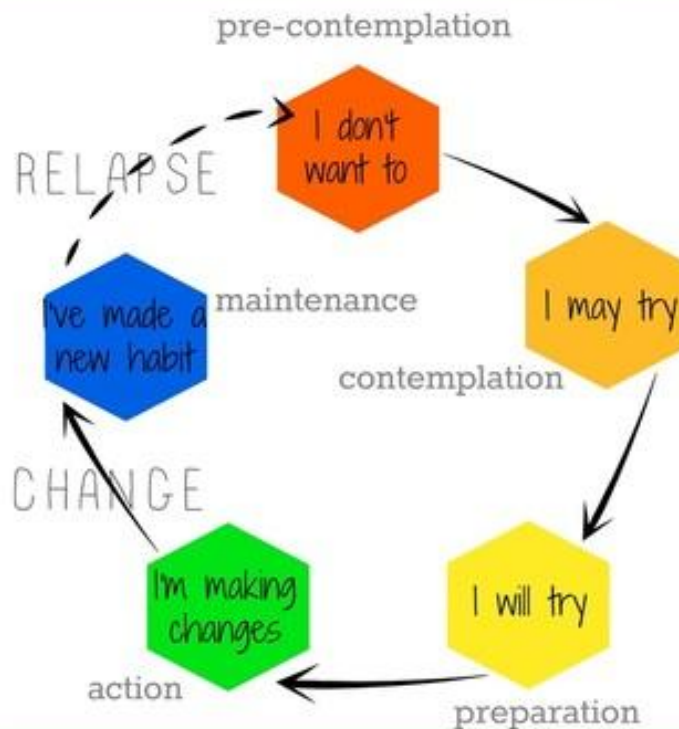 pre-contemplation
I don't
want to
RELAPSE
I've made a
new habit
maintenance
I may try
contemplation
CHANGE
I'm making
changes
I will try
action
preparation